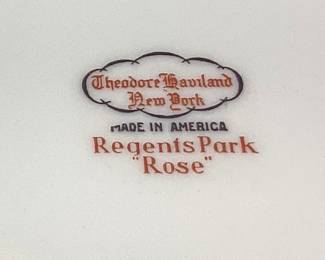 Theodore Haviland
New York
MADE IN AMERICA
Regents Park
"Rose"